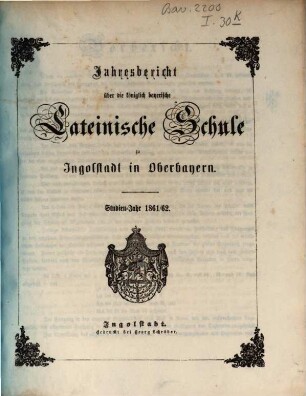 Bav. 2200
I. 30 K
Jahresbericht
über die königlich bayerische
Lateinische Schule
zu
Ingolstadt in Oberbayern.
Studien-Jahr 1861/62.
Ingolstadt.
Gedruckt bei Georg Schröder.